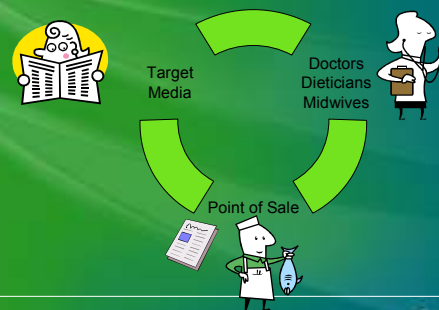 Target
Media
Doctors
Dieticians
Midwives
Point of Sale